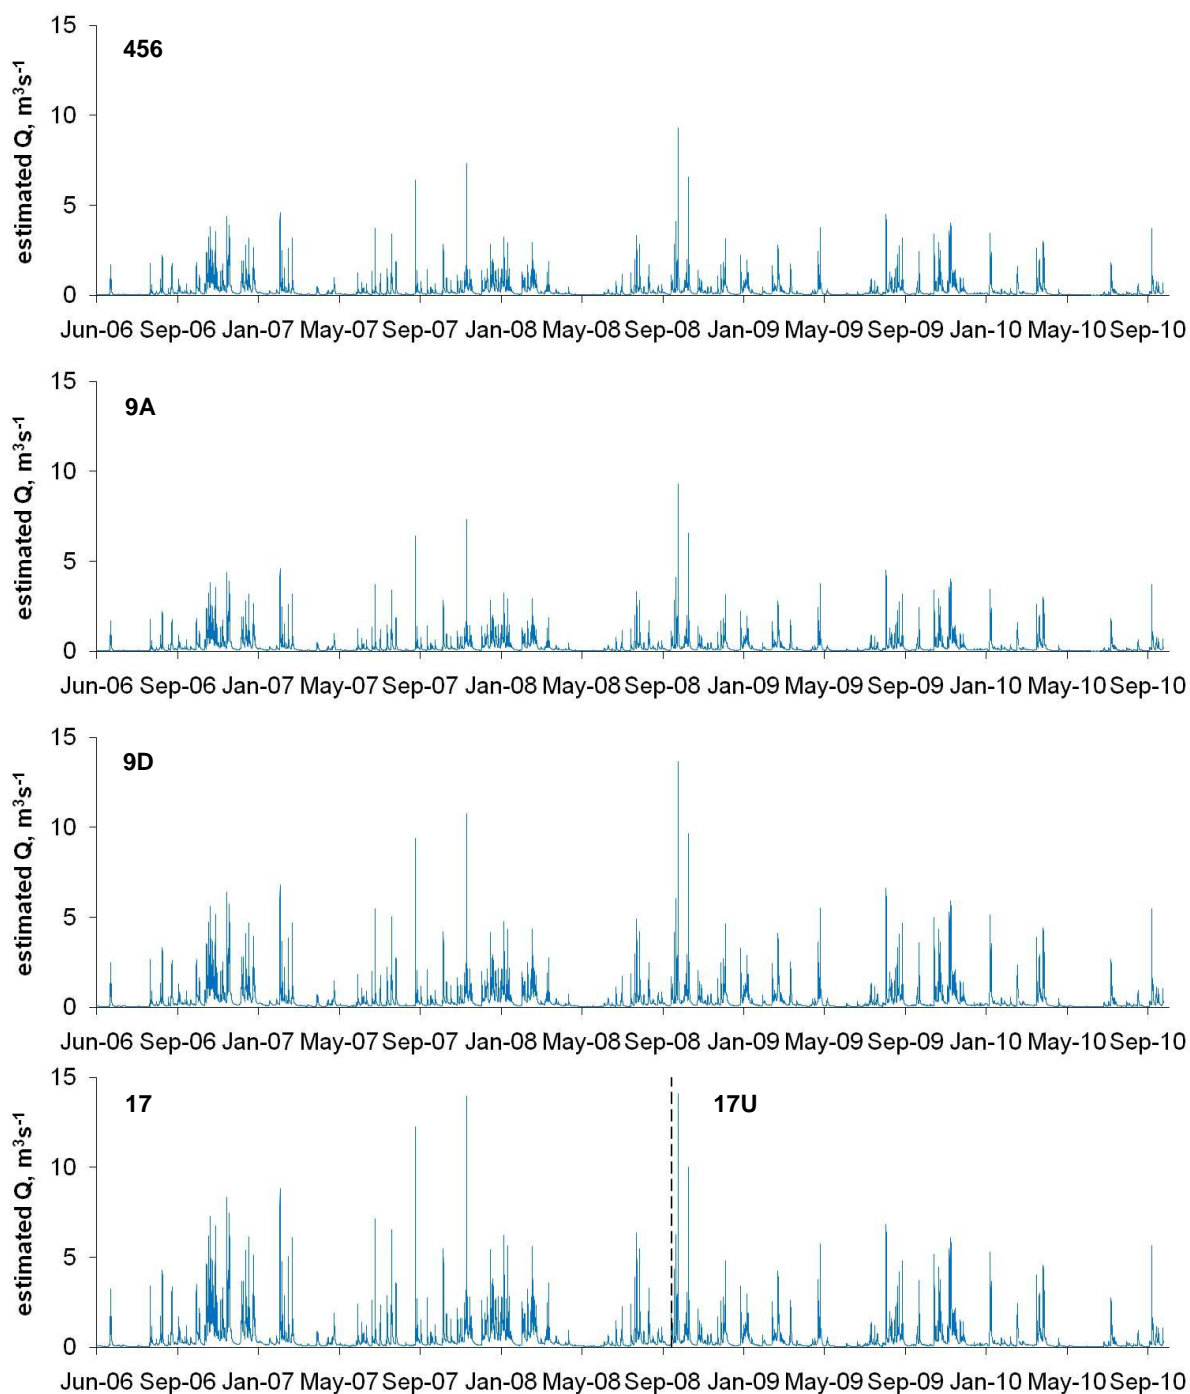 15
456
10
estimated Q, m³s⁻¹
5
0
Jun-06 Sep-06 Jan-07 May-07 Sep-07 Jan-08 May-08 Sep-08 Jan-09 May-09 Sep-09 Jan-10 May-10 Sep-10
15
9A
10
estimated Q, m³s⁻¹
5
0
Jun-06 Sep-06 Jan-07 May-07 Sep-07 Jan-08 May-08 Sep-08 Jan-09 May-09 Sep-09 Jan-10 May-10 Sep-10
15
9D
10
estimated Q, m³s⁻¹
5
0
Jun-06 Sep-06 Jan-07 May-07 Sep-07 Jan-08 May-08 Sep-08 Jan-09 May-09 Sep-09 Jan-10 May-10 Sep-10
15
17 17U
10
estimated Q, m³s⁻¹
5
0
Jun-06 Sep-06 Jan-07 May-07 Sep-07 Jan-08 May-08 Sep-08 Jan-09 May-09 Sep-09 Jan-10 May-10 Sep-10